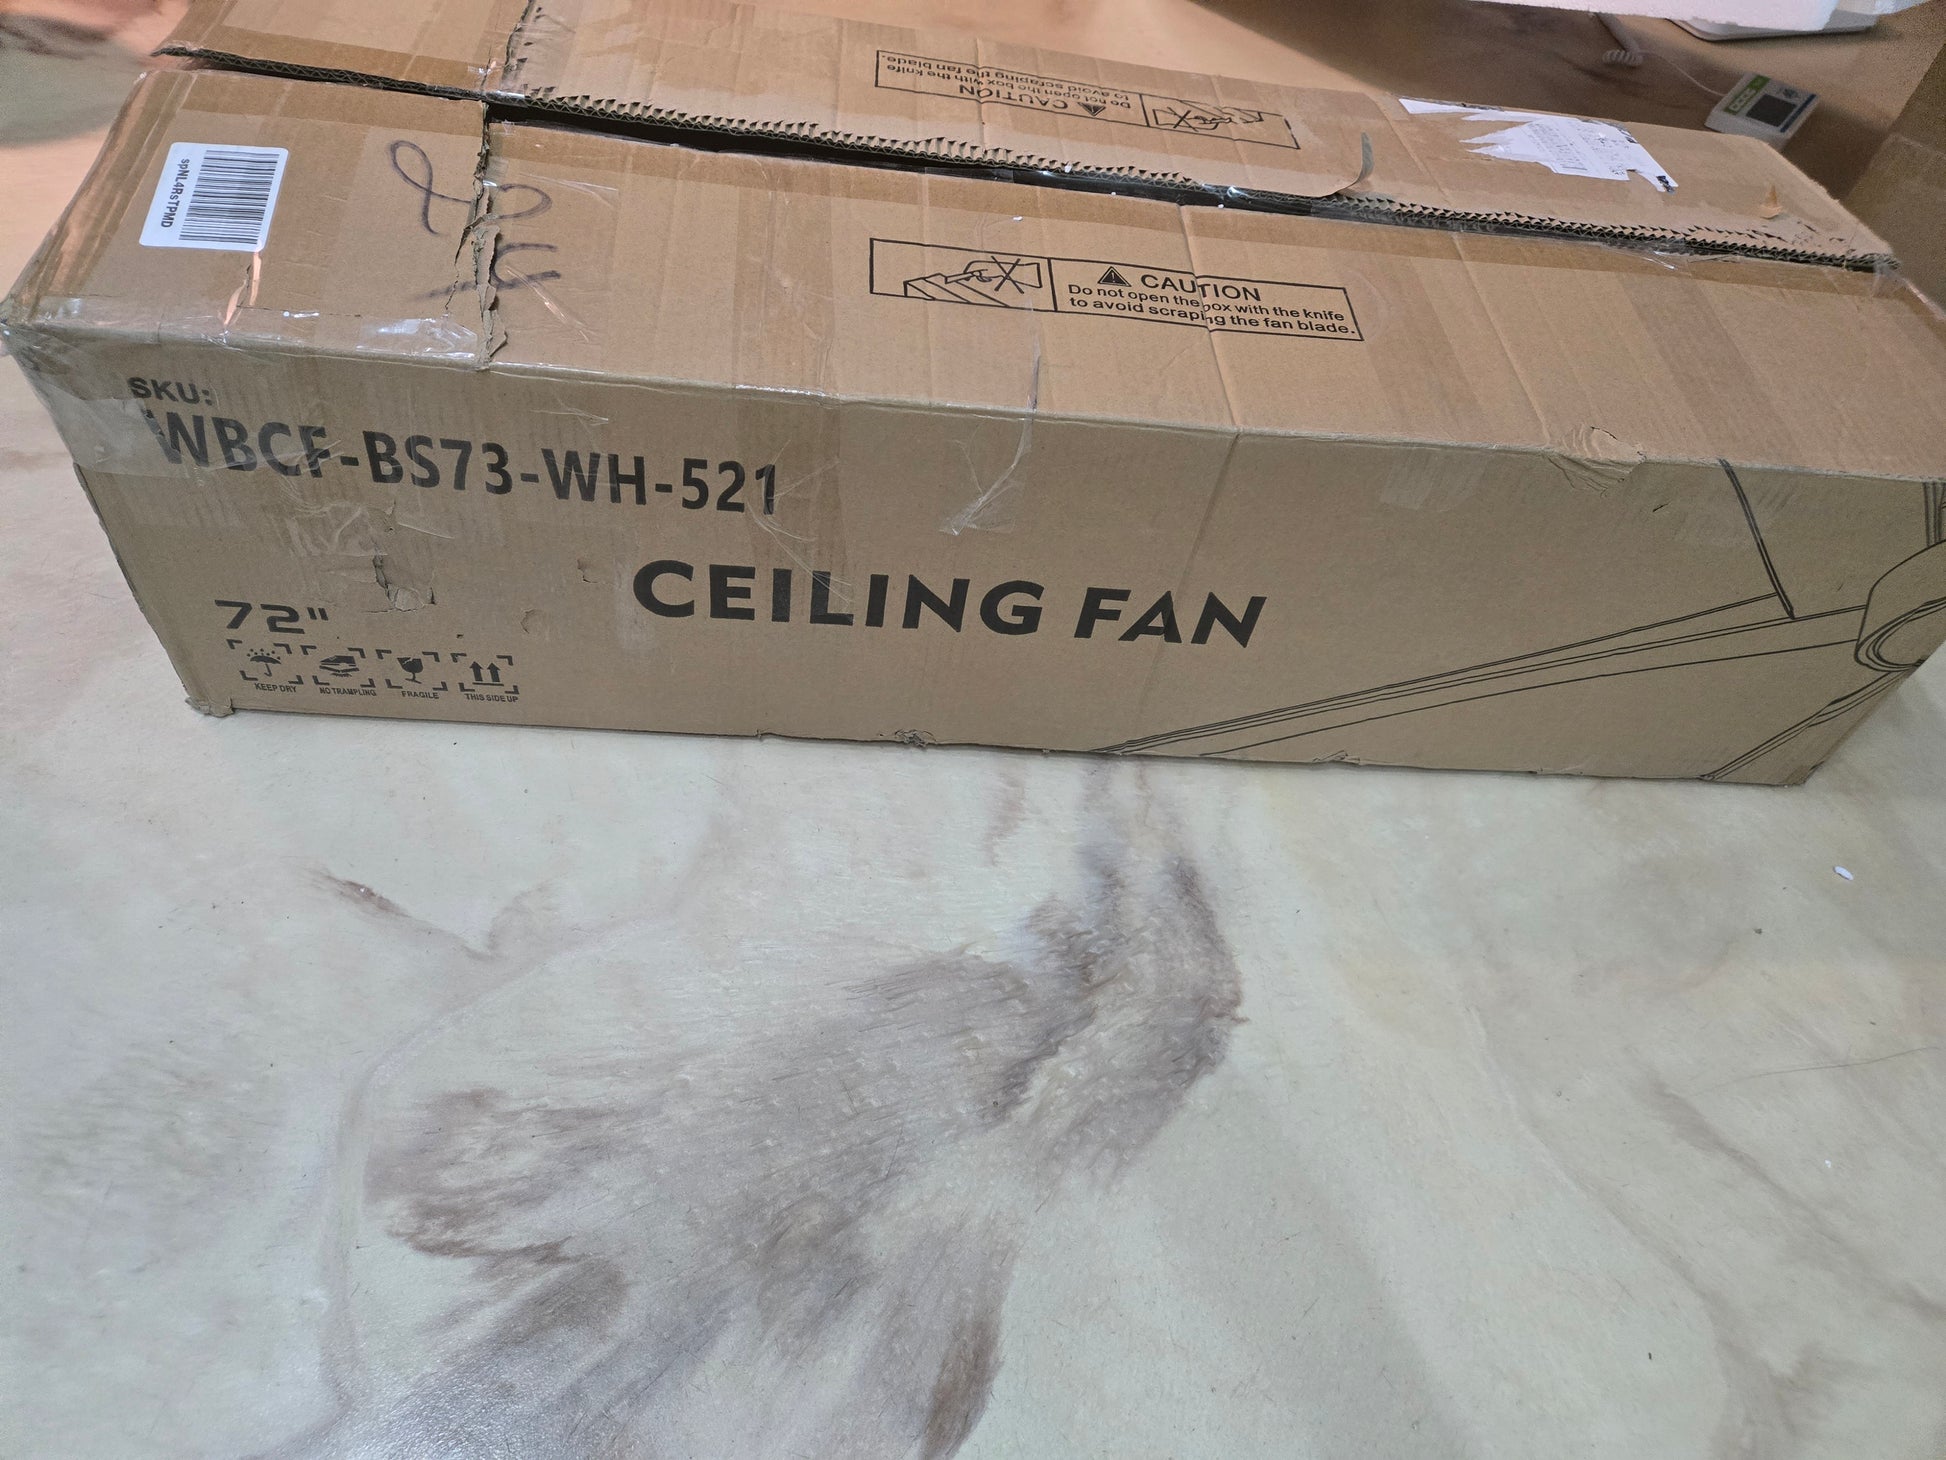 Do not open the box with the knife
to avoid scraping the fan blade.
CAUTION
spNL4RsTPMD
CAUTION
Do not open the box with the knife
to avoid scraping the fan blade.
SKU:
WBCF-BS73-WH-521
CEILING FAN
72"
KEEP DRY
NO TRAMPLING
FRAGILE
THIS SIDE UP